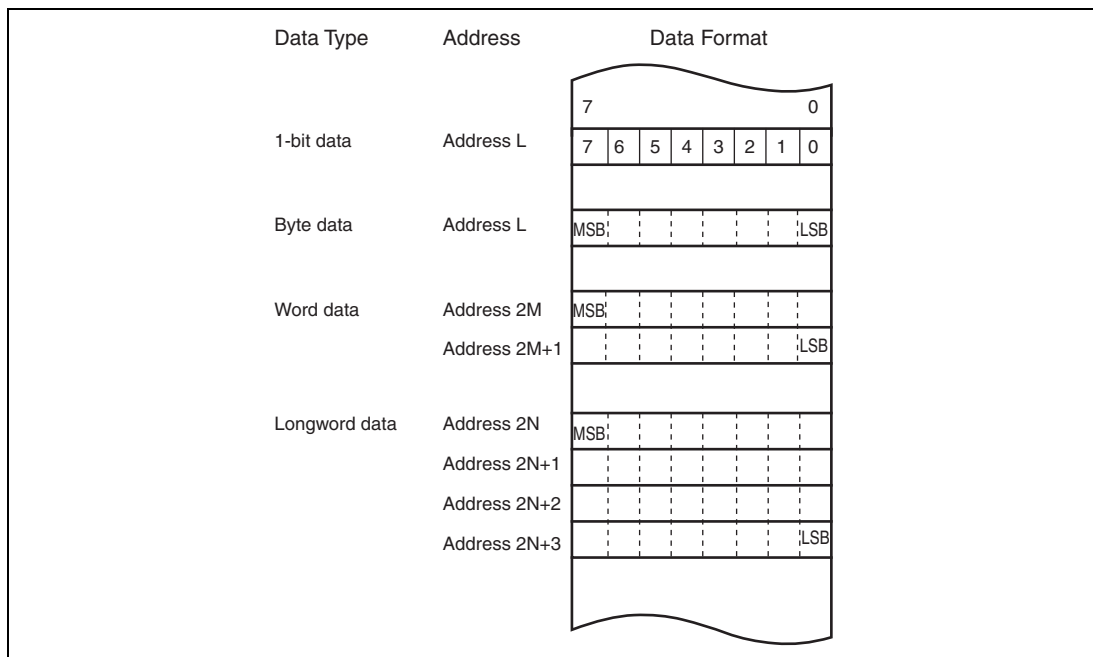 Data Type Address Data Format
7 0
1-bit data Address L 7 6 5 4 3 2 1 0
Byte data Address L MSB LSB
Word data Address 2M MSB
Address 2M+1 LSB
Longword data Address 2N MSB
Address 2N+1
Address 2N+2
Address 2N+3 LSB